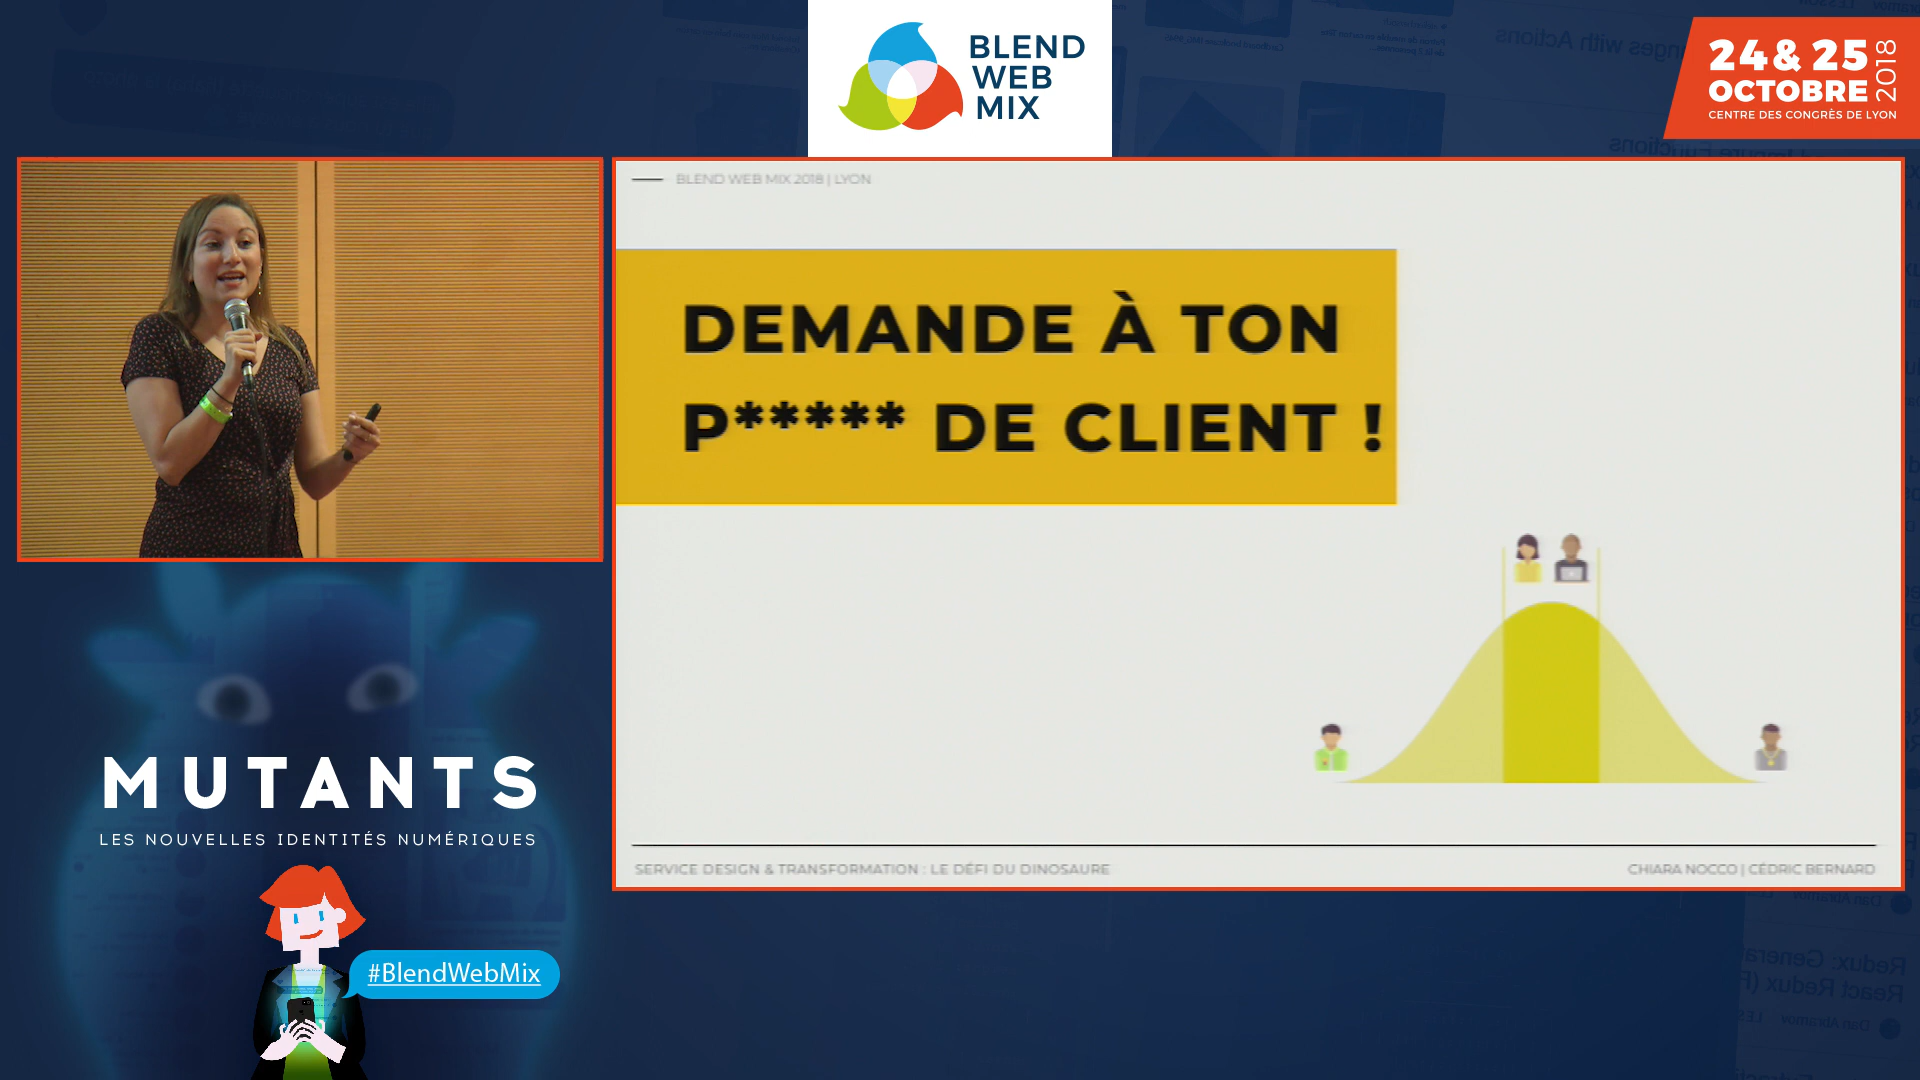 BLEND
WEB
MIX
24 & 25
OCTOBRE
2018
CENTRE DES CONGRÈS DE LYON
BLEND WEB MIX 2018 | LYON
DEMANDE À TON
P***** DE CLIENT !
SERVICE DESIGN & TRANSFORMATION : LE DÉFI DU DINOSAURE
CHIARA NOCCO | CÉDRIC BERNARD
MUTANTS
LES NOUVELLES IDENTITÉS NUMÉRIQUES
#BlendWebMix